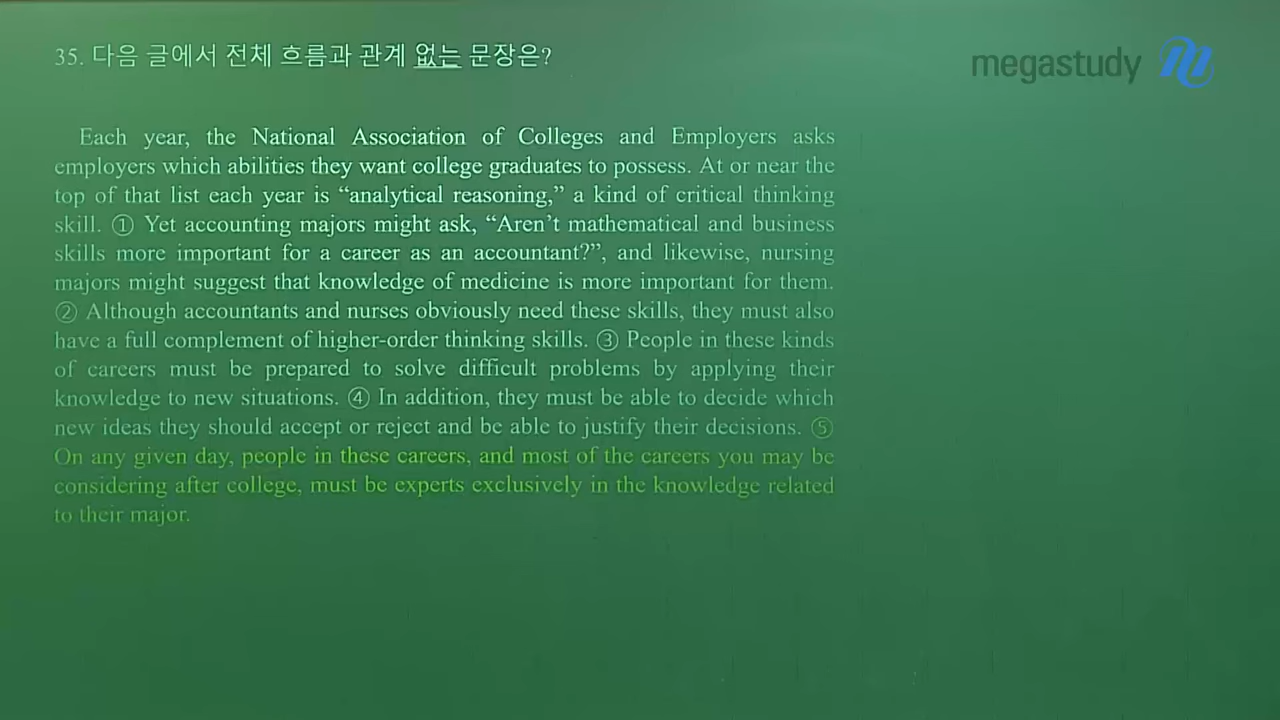 35. 다음 글에서 전체 흐름과 관계 없는 문장은?
megastudy
Each year, the National Association of Colleges and Employers asks
employers which abilities they want college graduates to possess. At or near the
top of that list each year is “analytical reasoning,” a kind of critical thinking
skill. ① Yet accounting majors might ask, “Aren’t mathematical and business
skills more important for a career as an accountant?”, and likewise, nursing
majors might suggest that knowledge of medicine is more important for them.
② Although accountants and nurses obviously need these skills, they must also
have a full complement of higher-order thinking skills. ③ People in these kinds
of careers must be prepared to solve difficult problems by applying their
knowledge to new situations. ④ In addition, they must be able to decide which
new ideas they should accept or reject and be able to justify their decisions. ⑤
On any given day, people in these careers, and most of the careers you may be
considering after college, must be experts exclusively in the knowledge related
to their major.